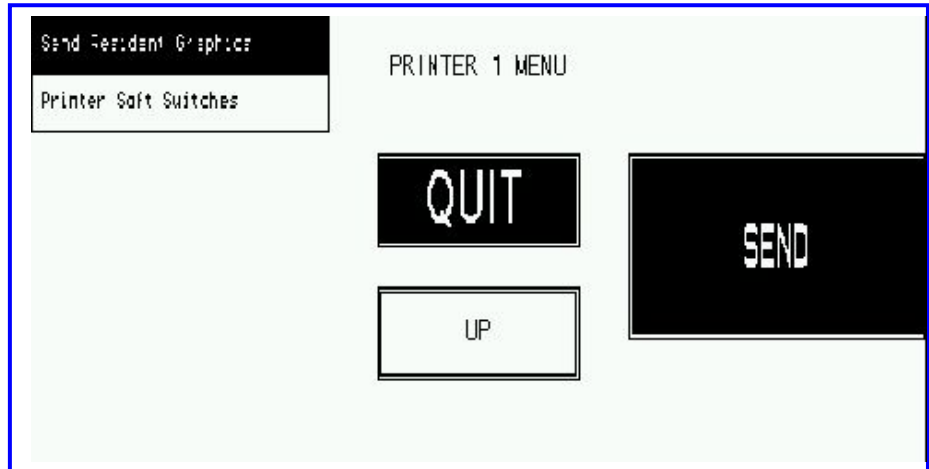 Send Resident Graphics
Printer Soft Switches
PRINTER 1 MENU
QUIT
SEND
UP